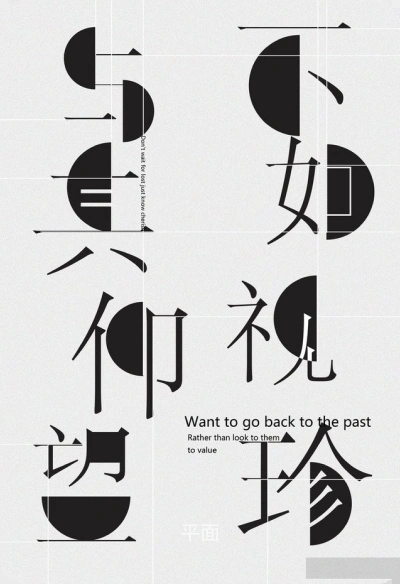 与其仰望
Don't wait for lost just know cherish
不如视珍
Want to go back to the past
Rather than look to them
to value
平面